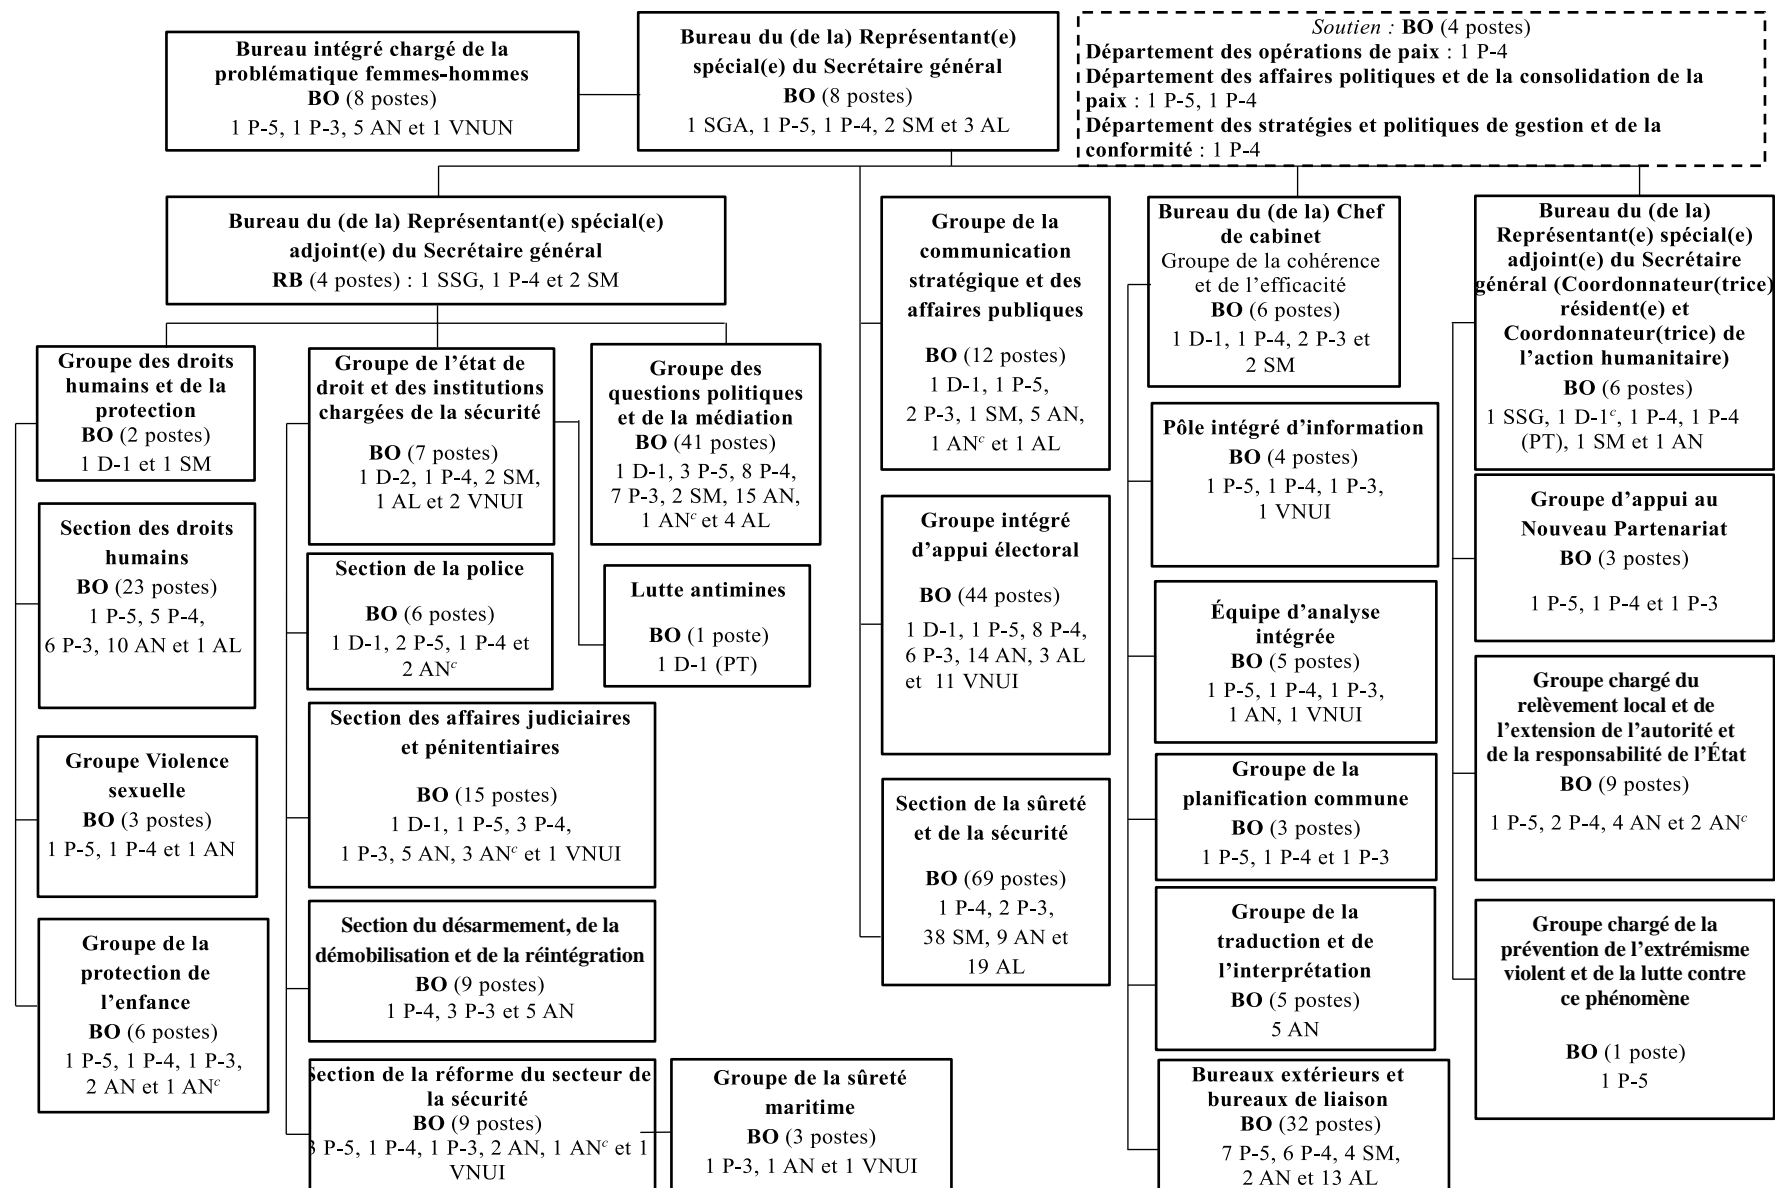 Bureau intégré chargé de la
problématique femmes-hommes
BO (8 postes)
1 P-5, 1 P-3, 5 AN et 1 VNUN
Bureau du (de la) Représentant(e)
spécial(e) du Secrétaire général
BO (8 postes)
1 SGA, 1 P-5, 1 P-4, 2 SM et 3 AL
Soutien : BO (4 postes)
Département des opérations de paix : 1 P-4
Département des affaires politiques et de la consolidation de la
paix : 1 P-5, 1 P-4
Département des stratégies et politiques de gestion et de la
conformité : 1 P-4
Bureau du (de la) Représentant(e) spécial(e)
adjoint(e) du Secrétaire général
RB (4 postes) : 1 SSG, 1 P-4 et 2 SM
Groupe des droits
humains et de la
protection
BO (2 postes)
1 D-1 et 1 SM
Section des droits
humains
BO (23 postes)
1 P-5, 5 P-4,
6 P-3, 10 AN et 1 AL
Groupe Violence
sexuelle
BO (3 postes)
1 P-5, 1 P-4 et 1 AN
Groupe de la
protection de
l’enfance
BO (6 postes)
1 P-5, 1 P-4, 1 P-3,
2 AN et 1 ANᶜ
Groupe de l’état de
droit et des institutions
chargées de la sécurité
BO (7 postes)
1 D-2, 1 P-4, 2 SM,
1 AL et 2 VNUI
Section de la police
BO (6 postes)
1 D-1, 2 P-5, 1 P-4 et
2 ANᶜ
Section des affaires judiciaires
et pénitentiaires
BO (15 postes)
1 D-1, 1 P-5, 3 P-4,
1 P-3, 5 AN, 3 ANᶜ et 1 VNUI
Section du désarmement, de la
démobilisation et de la réintégration
BO (9 postes)
1 P-4, 3 P-3 et 5 AN
Section de la réforme du secteur de
la sécurité
BO (9 postes)
3 P-5, 1 P-4, 1 P-3, 2 AN, 1 ANᶜ et 1
VNUI
Groupe des
questions politiques
et de la médiation
BO (41 postes)
1 D-1, 3 P-5, 8 P-4,
7 P-3, 2 SM, 15 AN,
1 ANᶜ et 4 AL
Lutte antimines
BO (1 poste)
1 D-1 (PT)
Groupe de la sûreté
maritime
BO (3 postes)
1 P-3, 1 AN et 1 VNUI
Groupe de la
communication
stratégique et des
affaires publiques
BO (12 postes)
1 D-1, 1 P-5,
2 P-3, 1 SM, 5 AN,
1 ANᶜ et 1 AL
Groupe intégré
d’appui électoral
BO (44 postes)
1 D-1, 1 P-5, 8 P-4,
6 P-3, 14 AN, 3 AL
et 11 VNUI
Section de la sûreté
et de la sécurité
BO (69 postes)
1 P-4, 2 P-3,
38 SM, 9 AN et
19 AL
Bureau du (de la) Chef
de cabinet
Groupe de la cohérence
et de l’efficacité
BO (6 postes)
1 D-1, 1 P-4, 2 P-3 et
2 SM
Pôle intégré d’information
BO (4 postes)
1 P-5, 1 P-4, 1 P-3,
1 VNUI
Équipe d’analyse
intégrée
BO (5 postes)
1 P-5, 1 P-4, 1 P-3,
1 AN, 1 VNUI
Groupe de la
planification commune
BO (3 postes)
1 P-5, 1 P-4 et 1 P-3
Groupe de la
traduction et de
l’interprétation
BO (5 postes)
5 AN
Bureaux extérieurs et
bureaux de liaison
BO (32 postes)
7 P-5, 6 P-4, 4 SM,
2 AN et 13 AL
Bureau du (de la)
Représentant(e) spécial(e)
adjoint(e) du Secrétaire
général (Coordonnateur(trice)
résident(e) et
Coordonnateur(trice) de
l’action humanitaire)
BO (6 postes)
1 SSG, 1 D-1ᶜ, 1 P-4, 1 P-4
(PT), 1 SM et 1 AN
Groupe d’appui au
Nouveau Partenariat
BO (3 postes)
1 P-5, 1 P-4 et 1 P-3
Groupe chargé du
relèvement local et de
l’extension de l’autorité et
de la responsabilité de l’État
BO (9 postes)
1 P-5, 2 P-4, 4 AN et 2 ANᶜ
Groupe chargé de la
prévention de l’extrémisme
violent et de la lutte contre
ce phénomène
BO (1 poste)
1 P-5